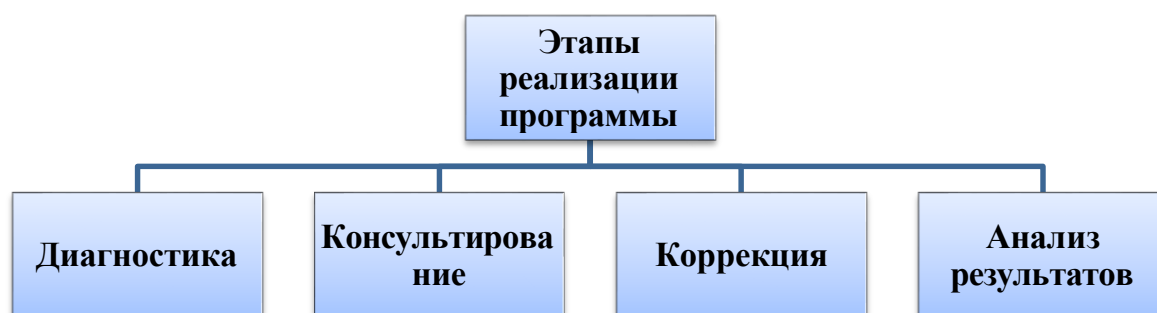 Этапы
реализации
программы
Диагностика
Консультирова
ние
Коррекция
Анализ
результатов